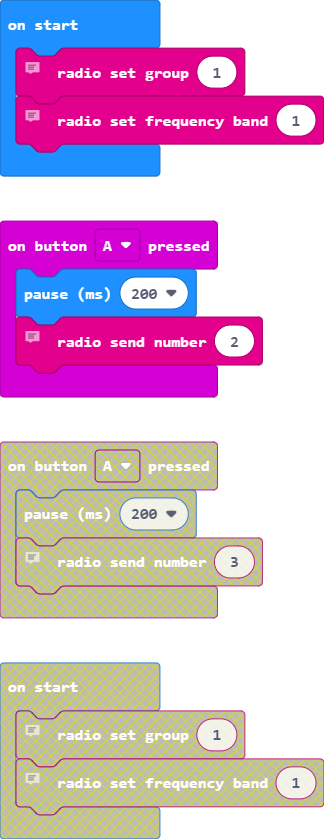 on start
radio set group 1
radio set frequency band 1
on button A pressed
pause (ms) 200
radio send number 2
on button A pressed
pause (ms) 200
radio send number 3
on start
radio set group 1
radio set frequency band 1